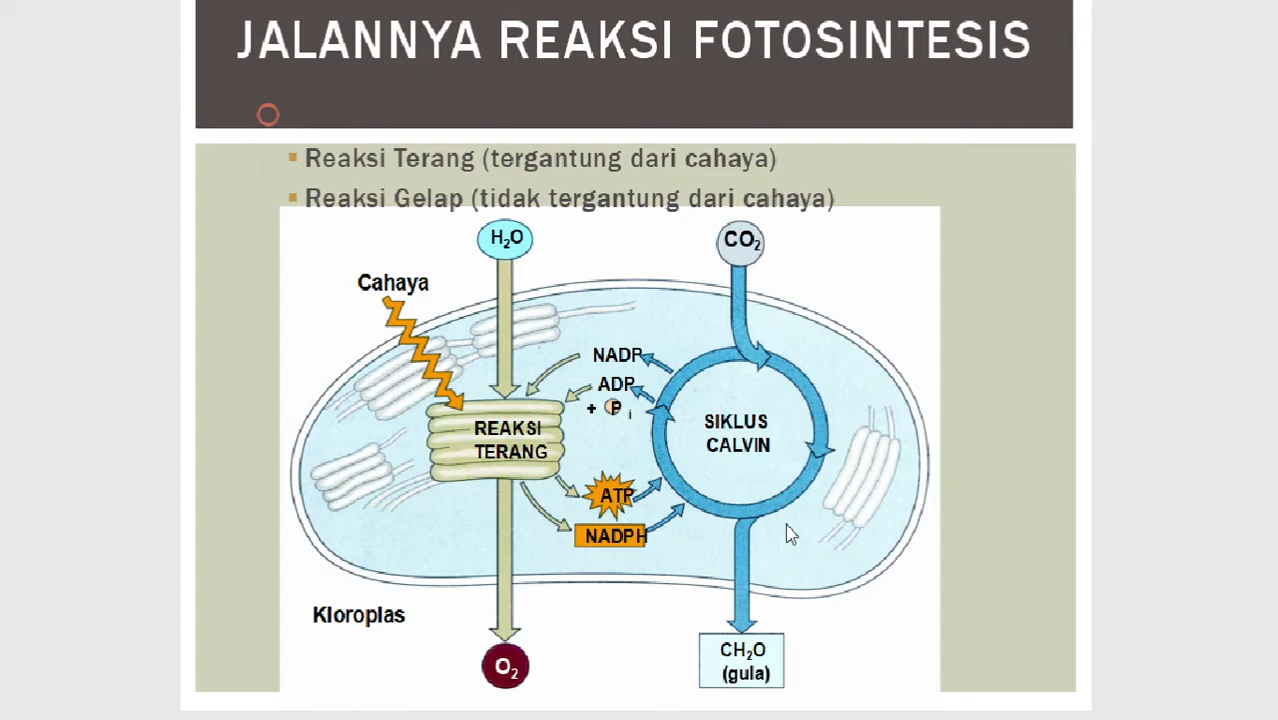 JALANNYA REAKSI FOTOSINTESIS
Reaksi Terang (tergantung dari cahaya)
Reaksi Gelap (tidak tergantung dari cahaya)
H₂O
CO₂
Cahaya
NADP
ADP
+ P i
REAKSI
TERANG
SIKLUS
CALVIN
ATP
NADPH
Kloroplas
O₂
CH₂O
(gula)